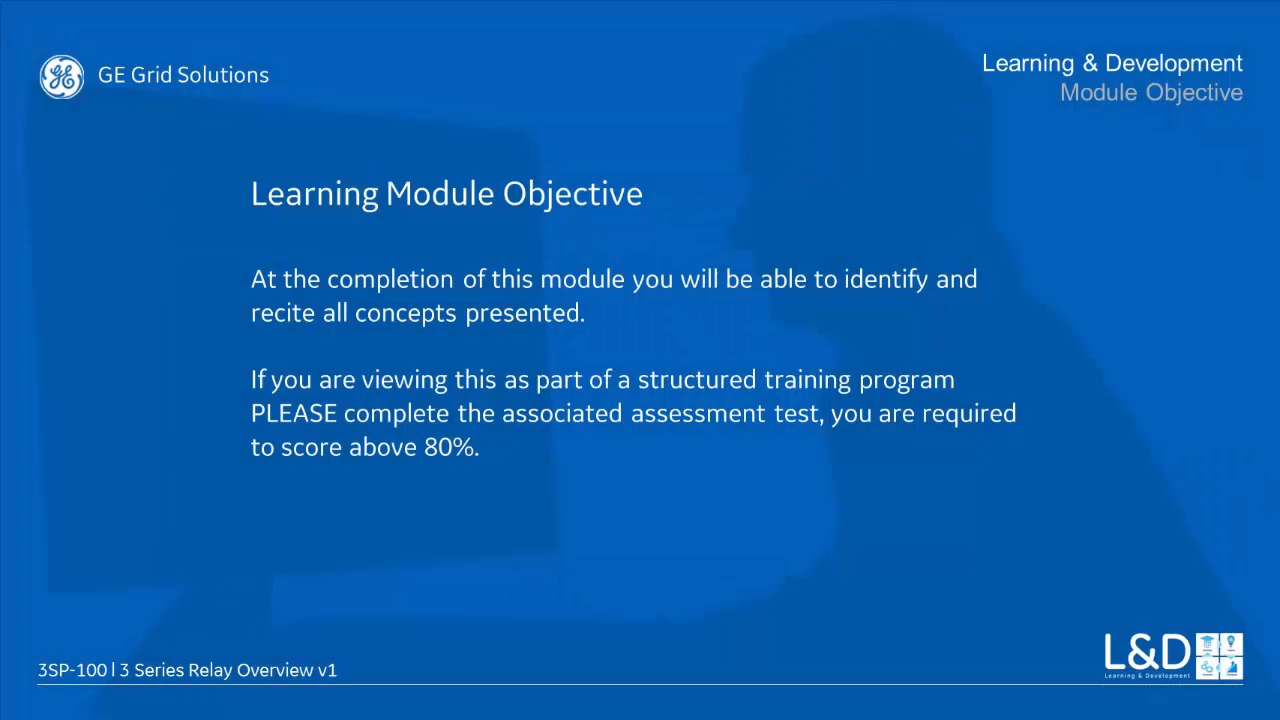 GE Grid Solutions
Learning & Development
Module Objective
Learning Module Objective
At the completion of this module you will be able to identify and
recite all concepts presented.
If you are viewing this as part of a structured training program
PLEASE complete the associated assessment test, you are required
to score above 80%.
L&D
Learning & Development
3SP-100 | 3 Series Relay Overview v1